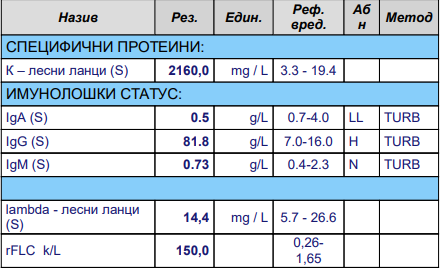 Назив Рез. Един. Реф. вред. Аб н Метод
СПЕЦИФИЧНИ ПРОТЕИНИ:
К – лесни ланци (S) 2160,0 mg / L 3.3 - 19.4
ИМУНОЛОШКИ СТАТУС:
IgA (S) 0.5 g/L 0.7-4.0 LL TURB
IgG (S) 81.8 g/L 7.0-16.0 H TURB
IgM (S) 0.73 g/L 0.4-2.3 N TURB
lambda - лесни ланци (S) 14,4 mg / L 5.7 - 26.6
rFLC k/L 150,0 0,26-1,65